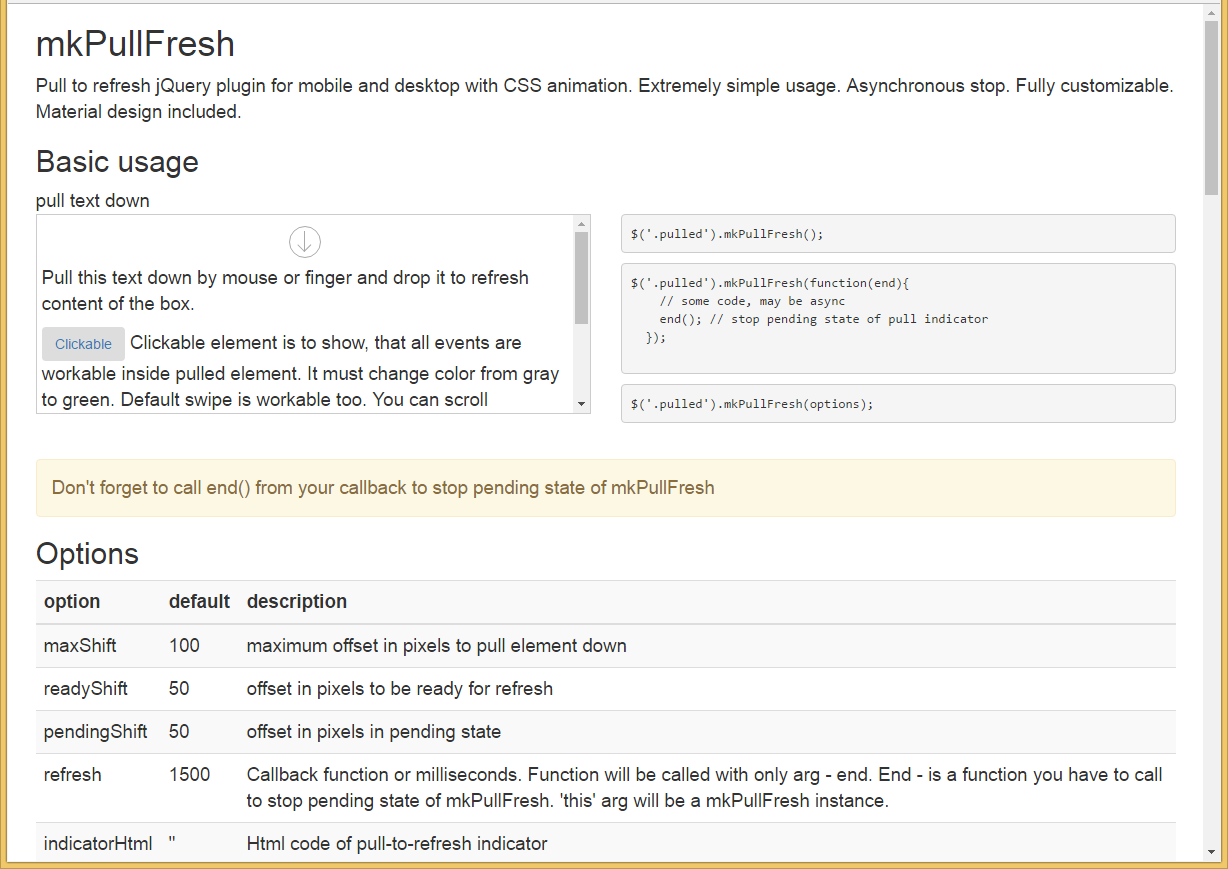 mkPullFresh
Pull to refresh jQuery plugin for mobile and desktop with CSS animation. Extremely simple usage. Asynchronous stop. Fully customizable.
Material design included.
Basic usage
pull text down
Pull this text down by mouse or finger and drop it to refresh
content of the box.
Clickable Clickable element is to show, that all events are
workable inside pulled element. It must change color from gray
to green. Default swipe is workable too. You can scroll
$('.pulled').mkPullFresh();
$('.pulled').mkPullFresh(function(end){
// some code, may be async
end(); // stop pending state of pull indicator
});
$('.pulled').mkPullFresh(options);
Don't forget to call end() from your callback to stop pending state of mkPullFresh
Options
option default description
maxShift 100 maximum offset in pixels to pull element down
readyShift 50 offset in pixels to be ready for refresh
pendingShift 50 offset in pixels in pending state
refresh 1500 Callback function or milliseconds. Function will be called with only arg - end. End - is a function you have to call
to stop pending state of mkPullFresh. 'this' arg will be a mkPullFresh instance.
indicatorHtml '' Html code of pull-to-refresh indicator